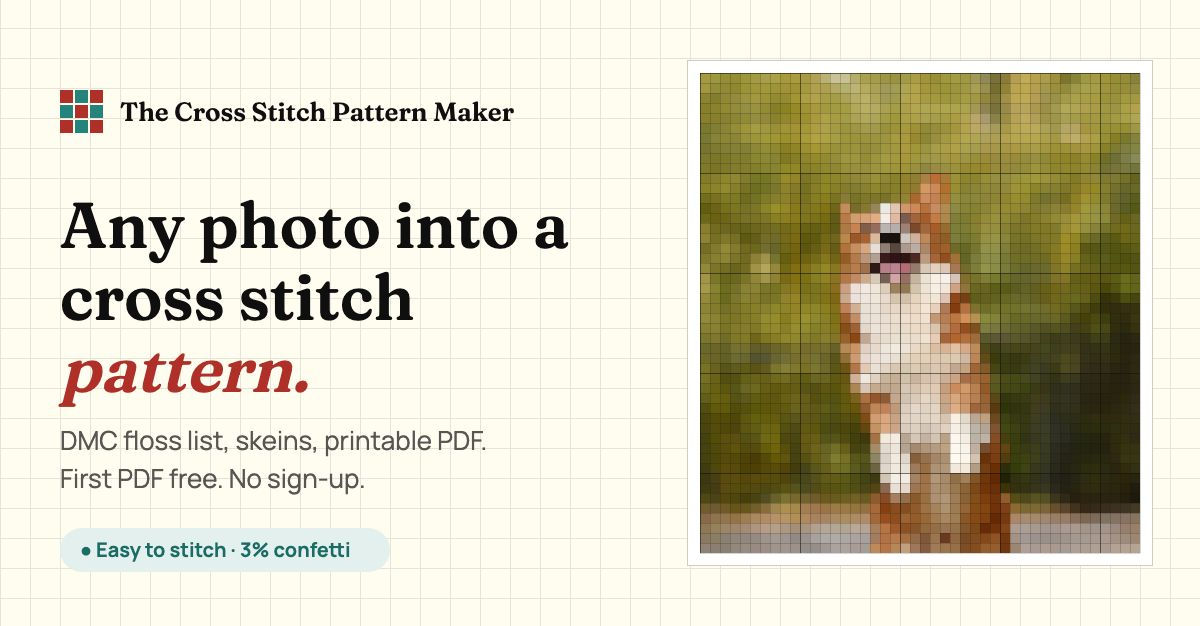 The Cross Stitch Pattern Maker
Any photo into a
cross stitch
pattern.
DMC floss list, skeins, printable PDF.
First PDF free. No sign-up.
• Easy to stitch · 3% confetti